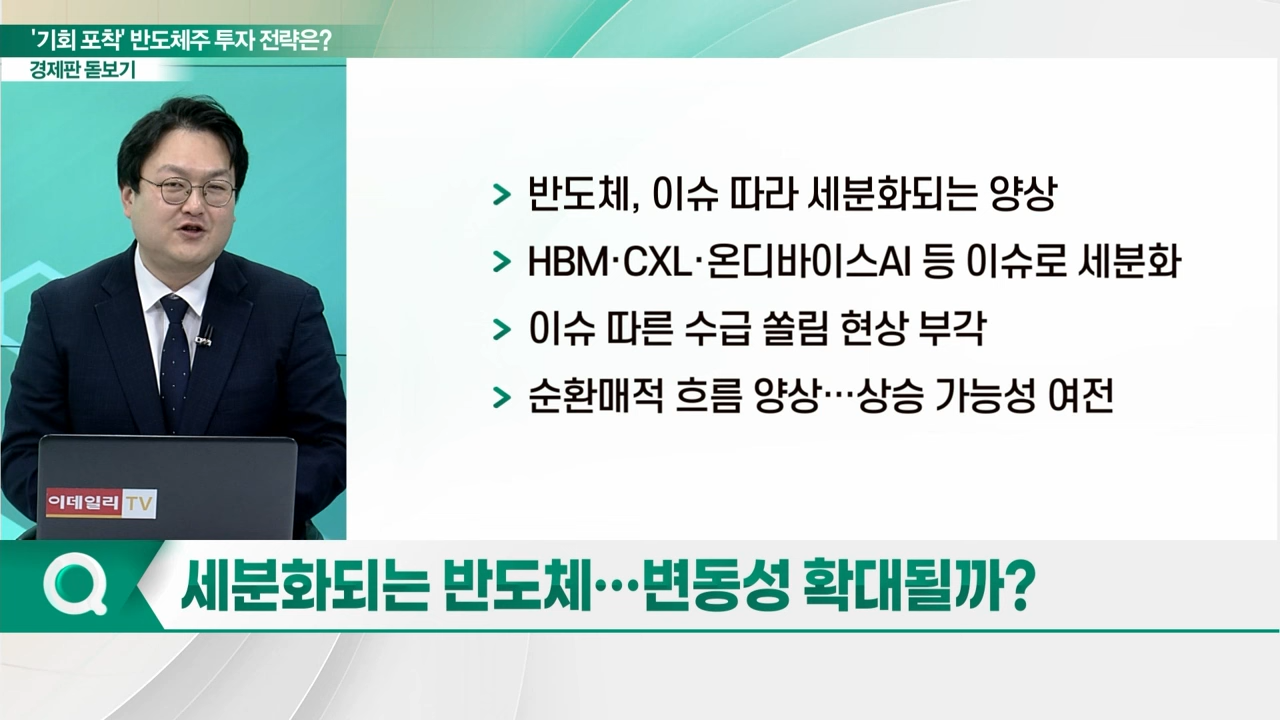 '기회 포착' 반도체주 투자 전략은?
경제판 돋보기
> 반도체, 이슈 따라 세분화되는 양상
> HBM·CXL·온디바이스AI 등 이슈로 세분화
> 이슈 따른 수급 쏠림 현상 부각
> 순환매적 흐름 양상…상승 가능성 여전
이데일리TV
Q 세분화되는 반도체…변동성 확대될까?